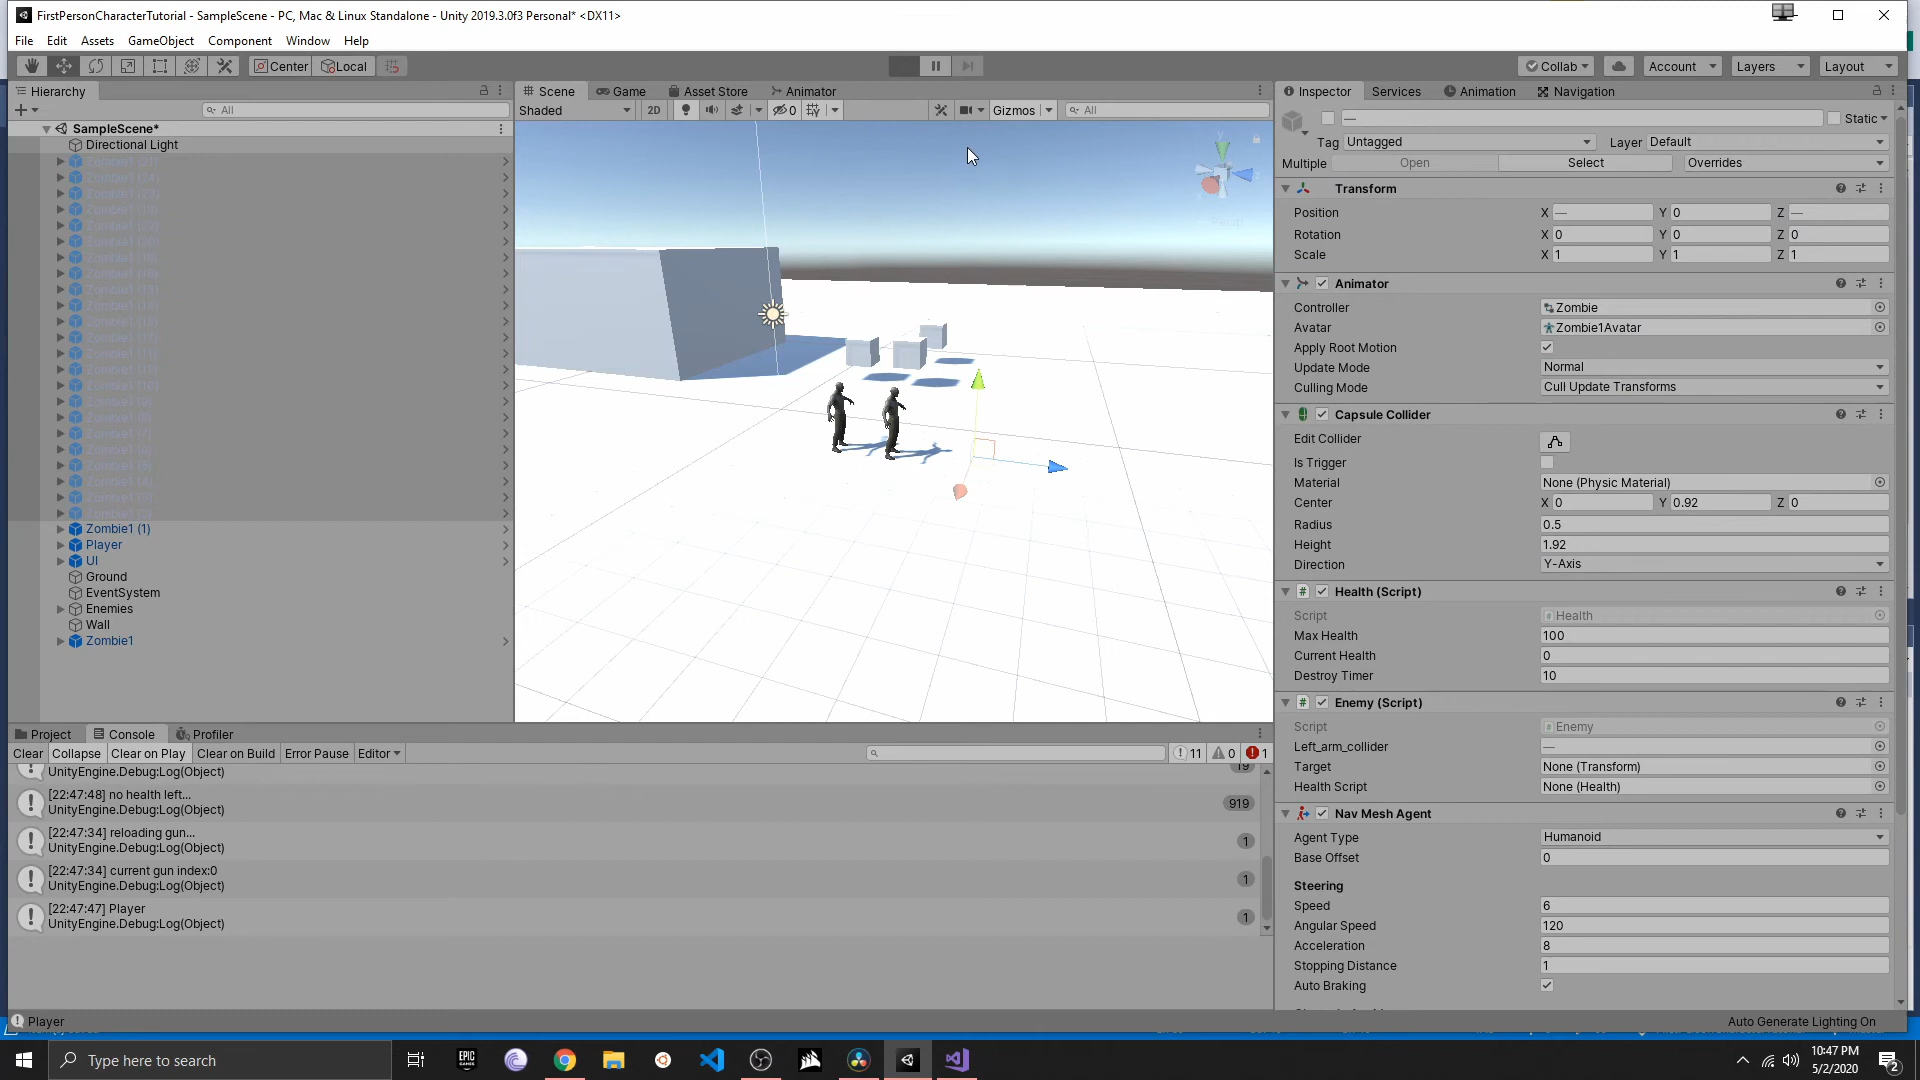 FirstPersonCharacterTutorial - SampleScene - PC, Mac & Linux Standalone - Unity 2019.3.0f3 Personal* <DX11>
File Edit Assets GameObject Component Window Help
Center Local Collab Account Layers Layout
Hierarchy
All
SampleScene*
Directional Light
Zombie1 (1)
Player
UI
Ground
EventSystem
Enemies
Wall
Zombie1
Scene Game Asset Store Animator
Shaded 2D 0 Gizmos All
Inspector Services Animation Navigation
— Static
Tag Untagged Layer Default
Multiple Open Select Overrides
Transform
Position X — Y 0 Z —
Rotation X 0 Y 0 Z 0
Scale X 1 Y 1 Z 1
Animator
Controller Zombie
Avatar Zombie1Avatar
Apply Root Motion
Update Mode Normal
Culling Mode Cull Update Transforms
Capsule Collider
Edit Collider
Is Trigger
Material None (Physic Material)
Center X 0 Y 0.92 Z 0
Radius 0.5
Height 1.92
Direction Y-Axis
Health (Script)
Script Health
Max Health 100
Current Health 0
Destroy Timer 10
Enemy (Script)
Script Enemy
Left_arm_collider —
Target None (Transform)
Health Script None (Health)
Nav Mesh Agent
Agent Type Humanoid
Base Offset 0
Steering
Speed 6
Angular Speed 120
Acceleration 8
Stopping Distance 1
Auto Braking
Project Console Profiler
Clear Collapse Clear on Play Clear on Build Error Pause Editor 11 0 1
UnityEngine.Debug:Log(Object) 19
[22:47:48] no health left...
UnityEngine.Debug:Log(Object)
919
[22:47:34] reloading gun...
UnityEngine.Debug:Log(Object)
1
[22:47:34] current gun index:0
UnityEngine.Debug:Log(Object)
1
[22:47:47] Player
UnityEngine.Debug:Log(Object)
1
Player
Auto Generate Lighting On
Type here to search
EPIC GAMES
10:47 PM
5/2/2020
2